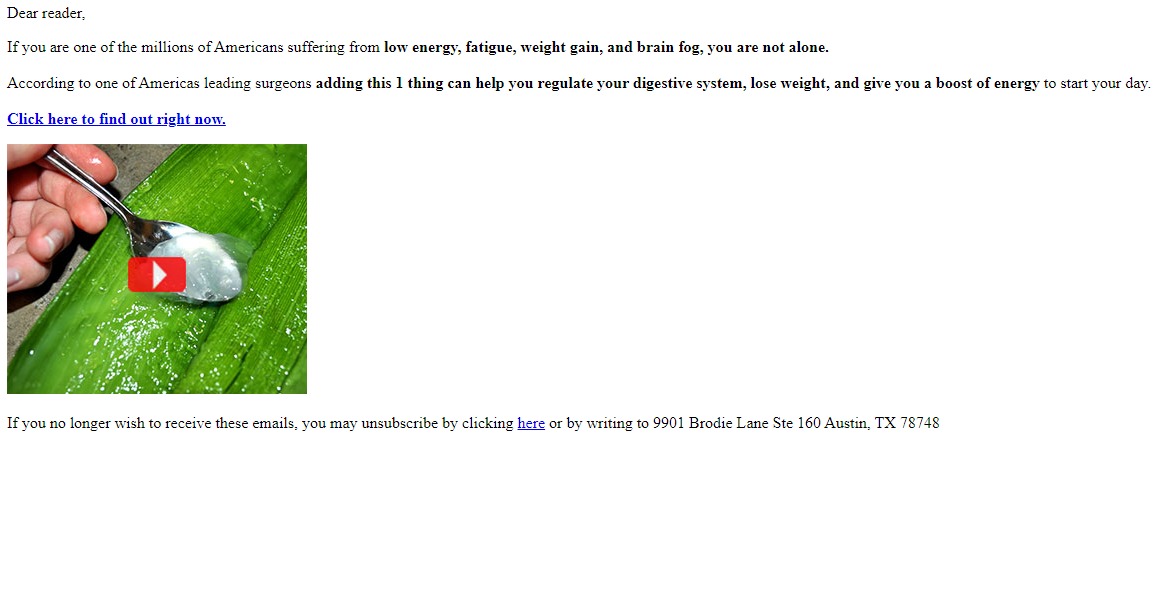 Dear reader,
If you are one of the millions of Americans suffering from low energy, fatigue, weight gain, and brain fog, you are not alone.
According to one of Americas leading surgeons adding this 1 thing can help you regulate your digestive system, lose weight, and give you a boost of energy to start your day.
Click here to find out right now.
If you no longer wish to receive these emails, you may unsubscribe by clicking here or by writing to 9901 Brodie Lane Ste 160 Austin, TX 78748